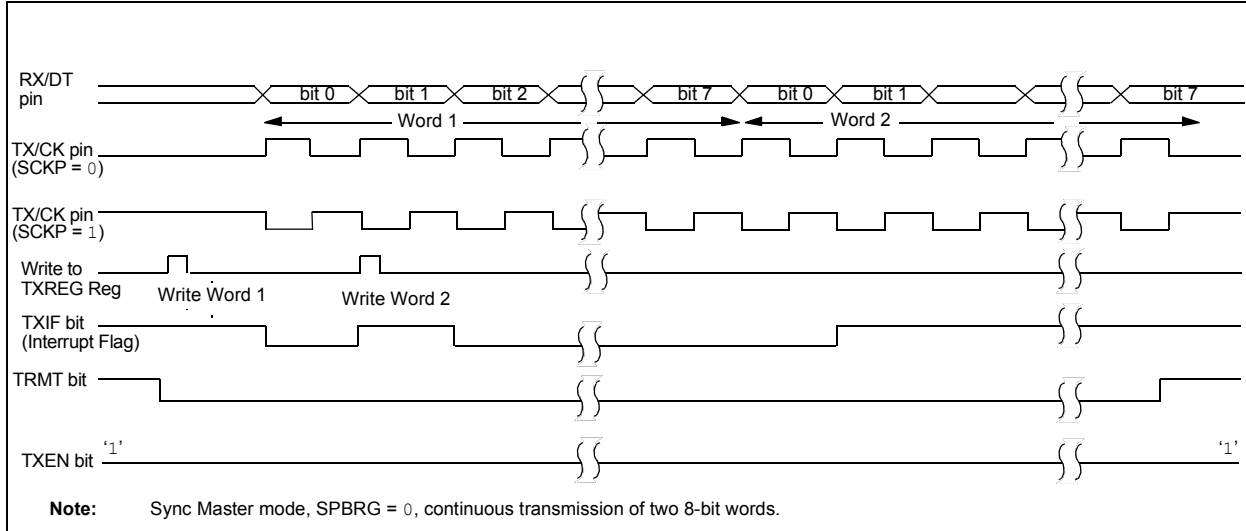 RX/DT
pin
bit 0 bit 1 bit 2 bit 7 bit 0 bit 1 bit 7
Word 1 Word 2
TX/CK pin
(SCKP = 0)
TX/CK pin
(SCKP = 1)
Write to
TXREG Reg
Write Word 1 Write Word 2
TXIF bit
(Interrupt Flag)
TRMT bit
‘1’ ‘1’
TXEN bit
Note: Sync Master mode, SPBRG = 0, continuous transmission of two 8-bit words.